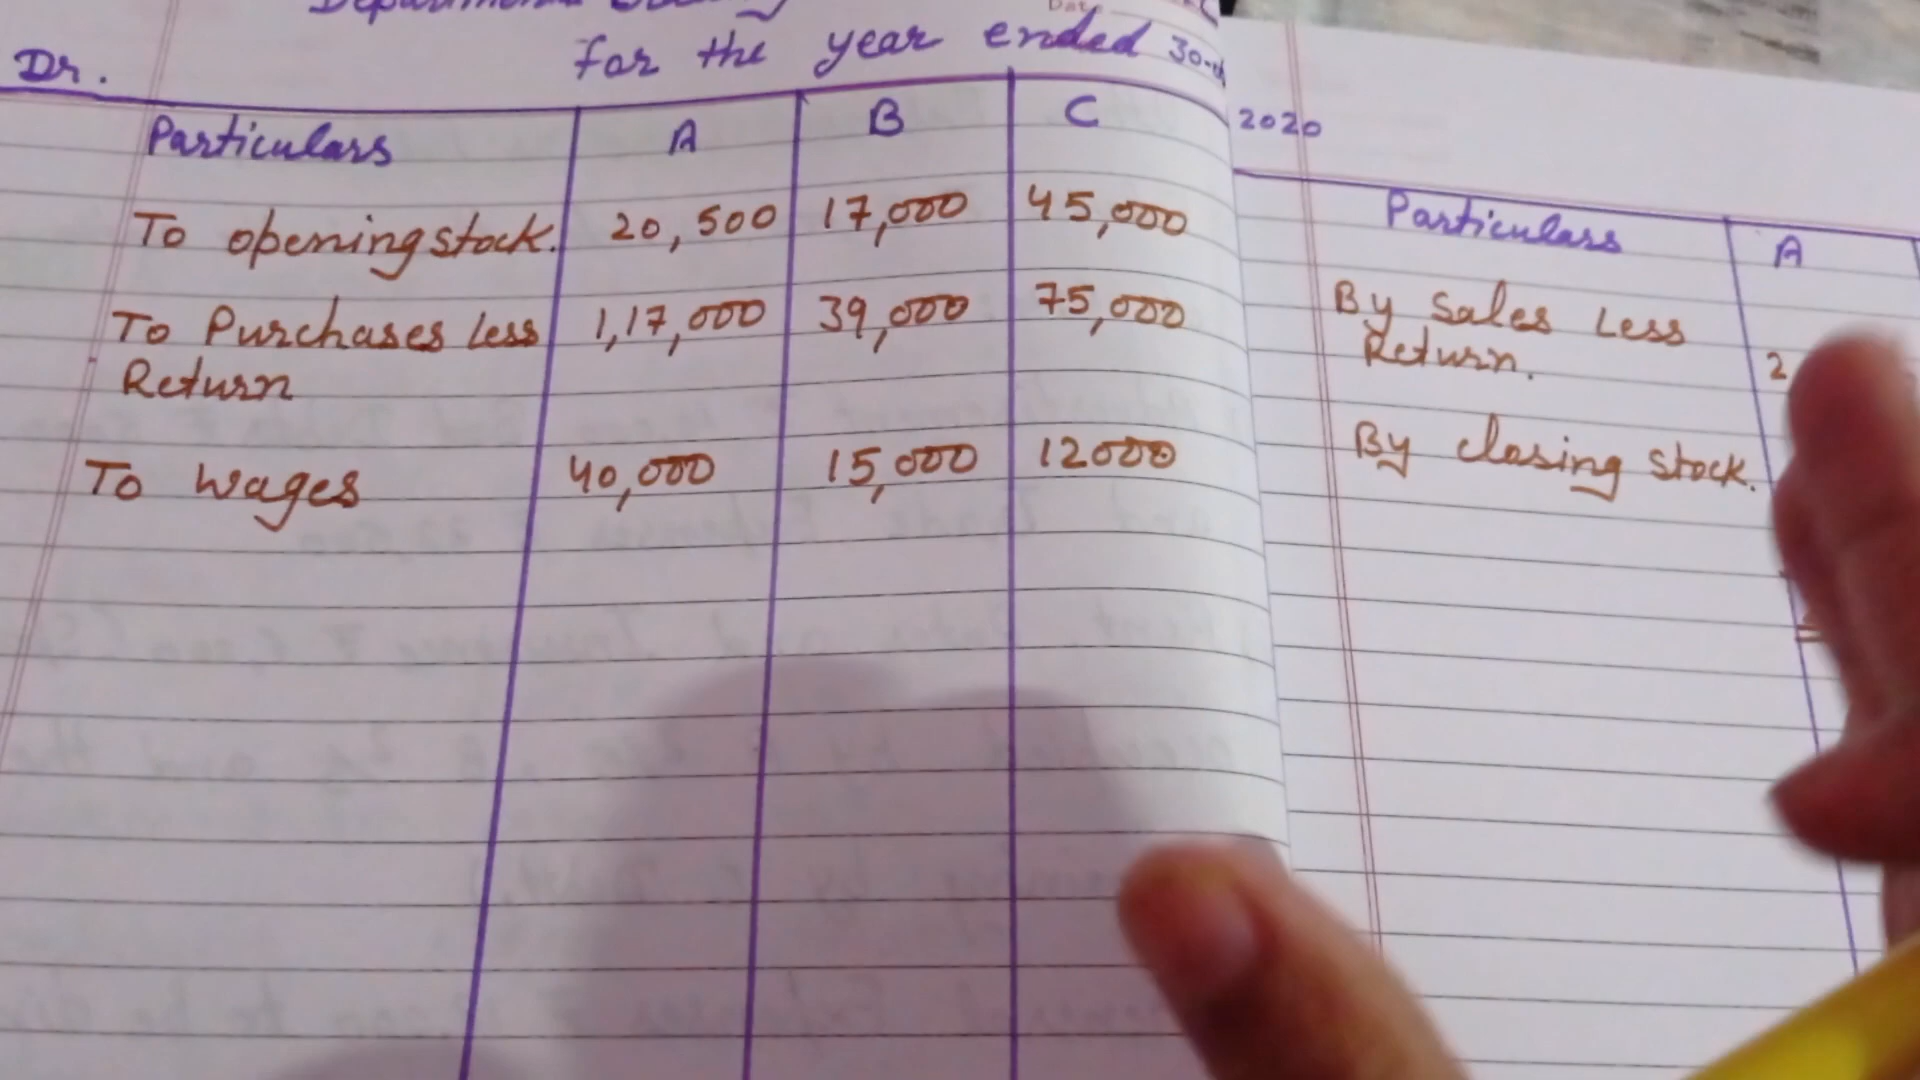 for the year ended 30-
Dr.
Particulars A B C
To opening stock. 20,500 17,000 45,000
To Purchases less 1,17,000 39,000 75,000
Return
To wages 40,000 15,000 12000
2020
Particulars A
By Sales Less
Return. 2
By closing stock.